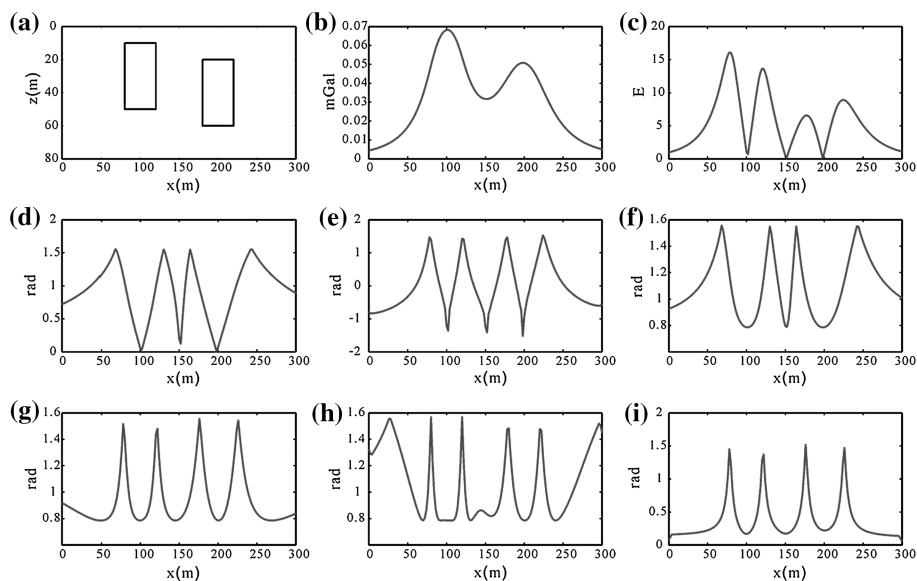 (a) (b) (c)
0 20 40 60 80
z(m)
0 50 100 150 200 250 300
x(m)
0.07 0.06 0.05 0.04 0.03 0.02 0.01 0
mGal
0 50 100 150 200 250 300
x(m)
20 15 10 5 0
E
0 50 100 150 200 250 300
x(m)
(d) (e) (f)
2 1.5 1 0.5 0
rad
0 50 100 150 200 250 300
x(m)
2 1 0 -1 -2
rad
0 50 100 150 200 250 300
x(m)
1.6 1.4 1.2 1 0.8
rad
0 50 100 150 200 250 300
x(m)
(g) (h) (i)
1.6 1.4 1.2 1 0.8
rad
0 50 100 150 200 250 300
x(m)
1.6 1.4 1.2 1 0.8
rad
0 50 100 150 200 250 300
x(m)
2 1.5 1 0.5 0
rad
0 50 100 150 200 250 300
x(m)